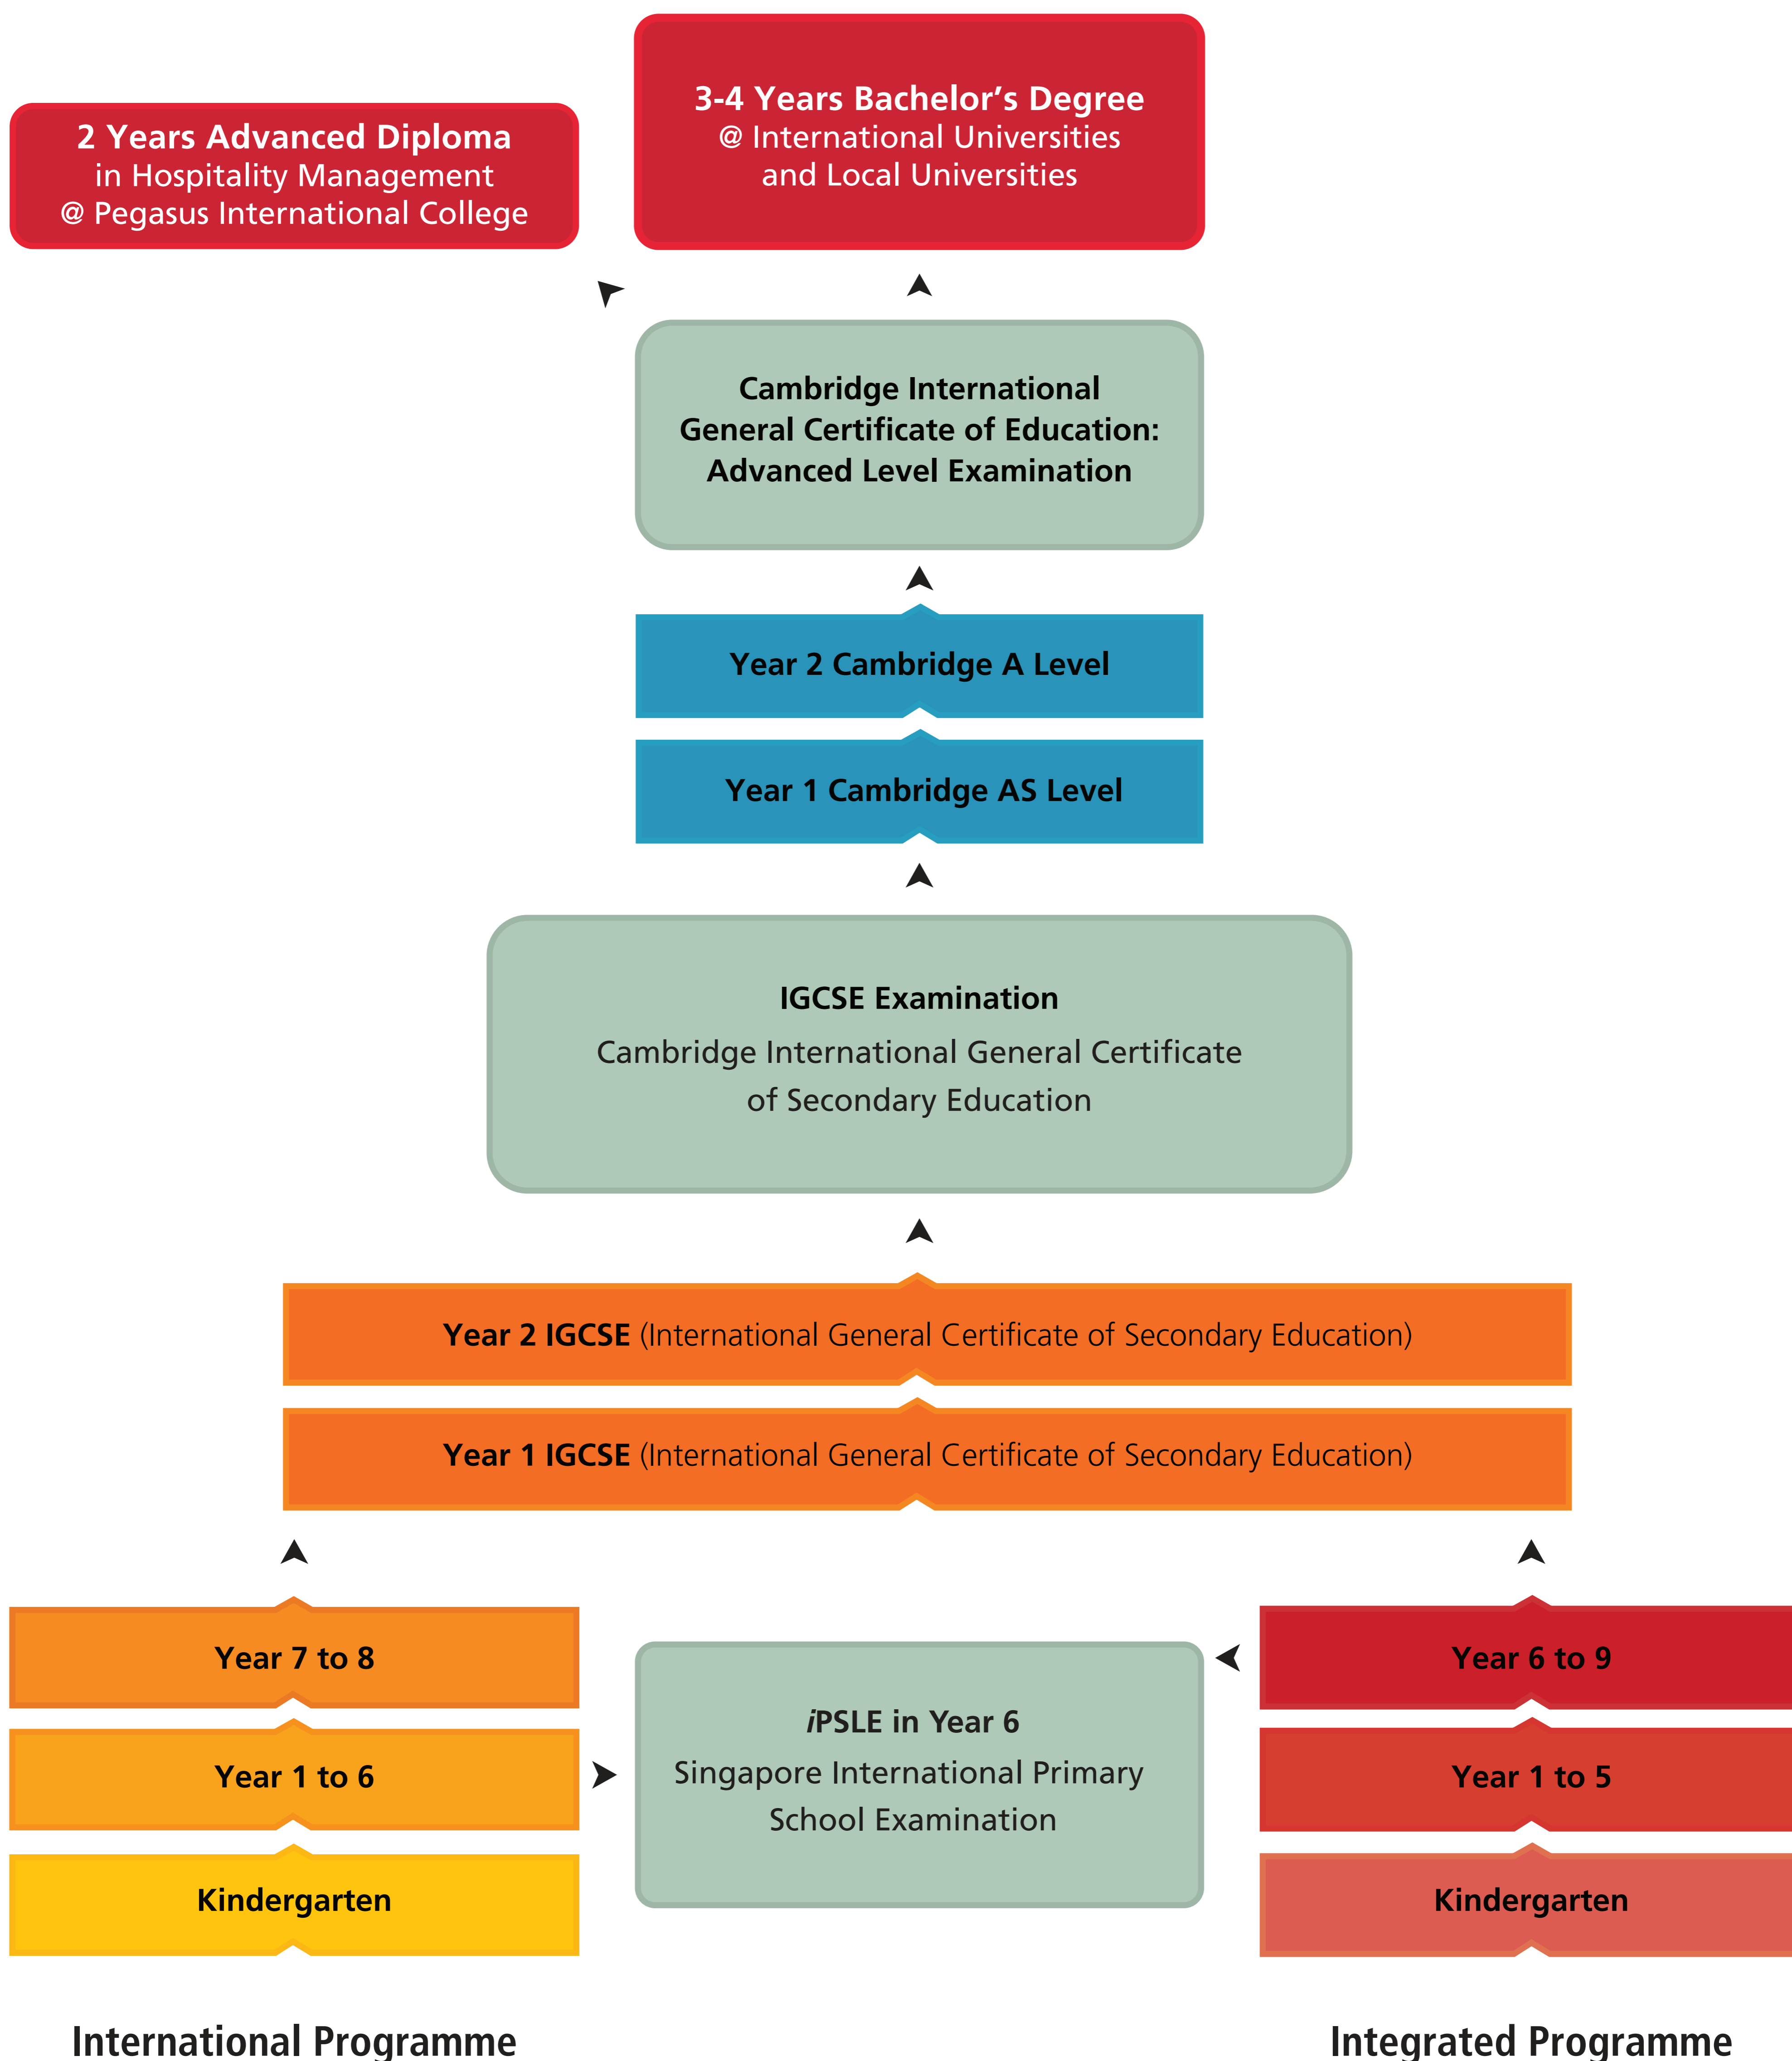 3-4 Years Bachelor's Degree
@ International Universities
and Local Universities
2 Years Advanced Diploma
in Hospitality Management
@ Pegasus International College
Cambridge International
General Certificate of Education:
Advanced Level Examination
Year 2 Cambridge A Level
Year 1 Cambridge AS Level
IGCSE Examination
Cambridge International General Certificate
of Secondary Education
Year 2 IGCSE (International General Certificate of Secondary Education)
Year 1 IGCSE (International General Certificate of Secondary Education)
Year 7 to 8
Year 1 to 6
Kindergarten
iPSLE in Year 6
Singapore International Primary
School Examination
Year 6 to 9
Year 1 to 5
Kindergarten
International Programme
Integrated Programme